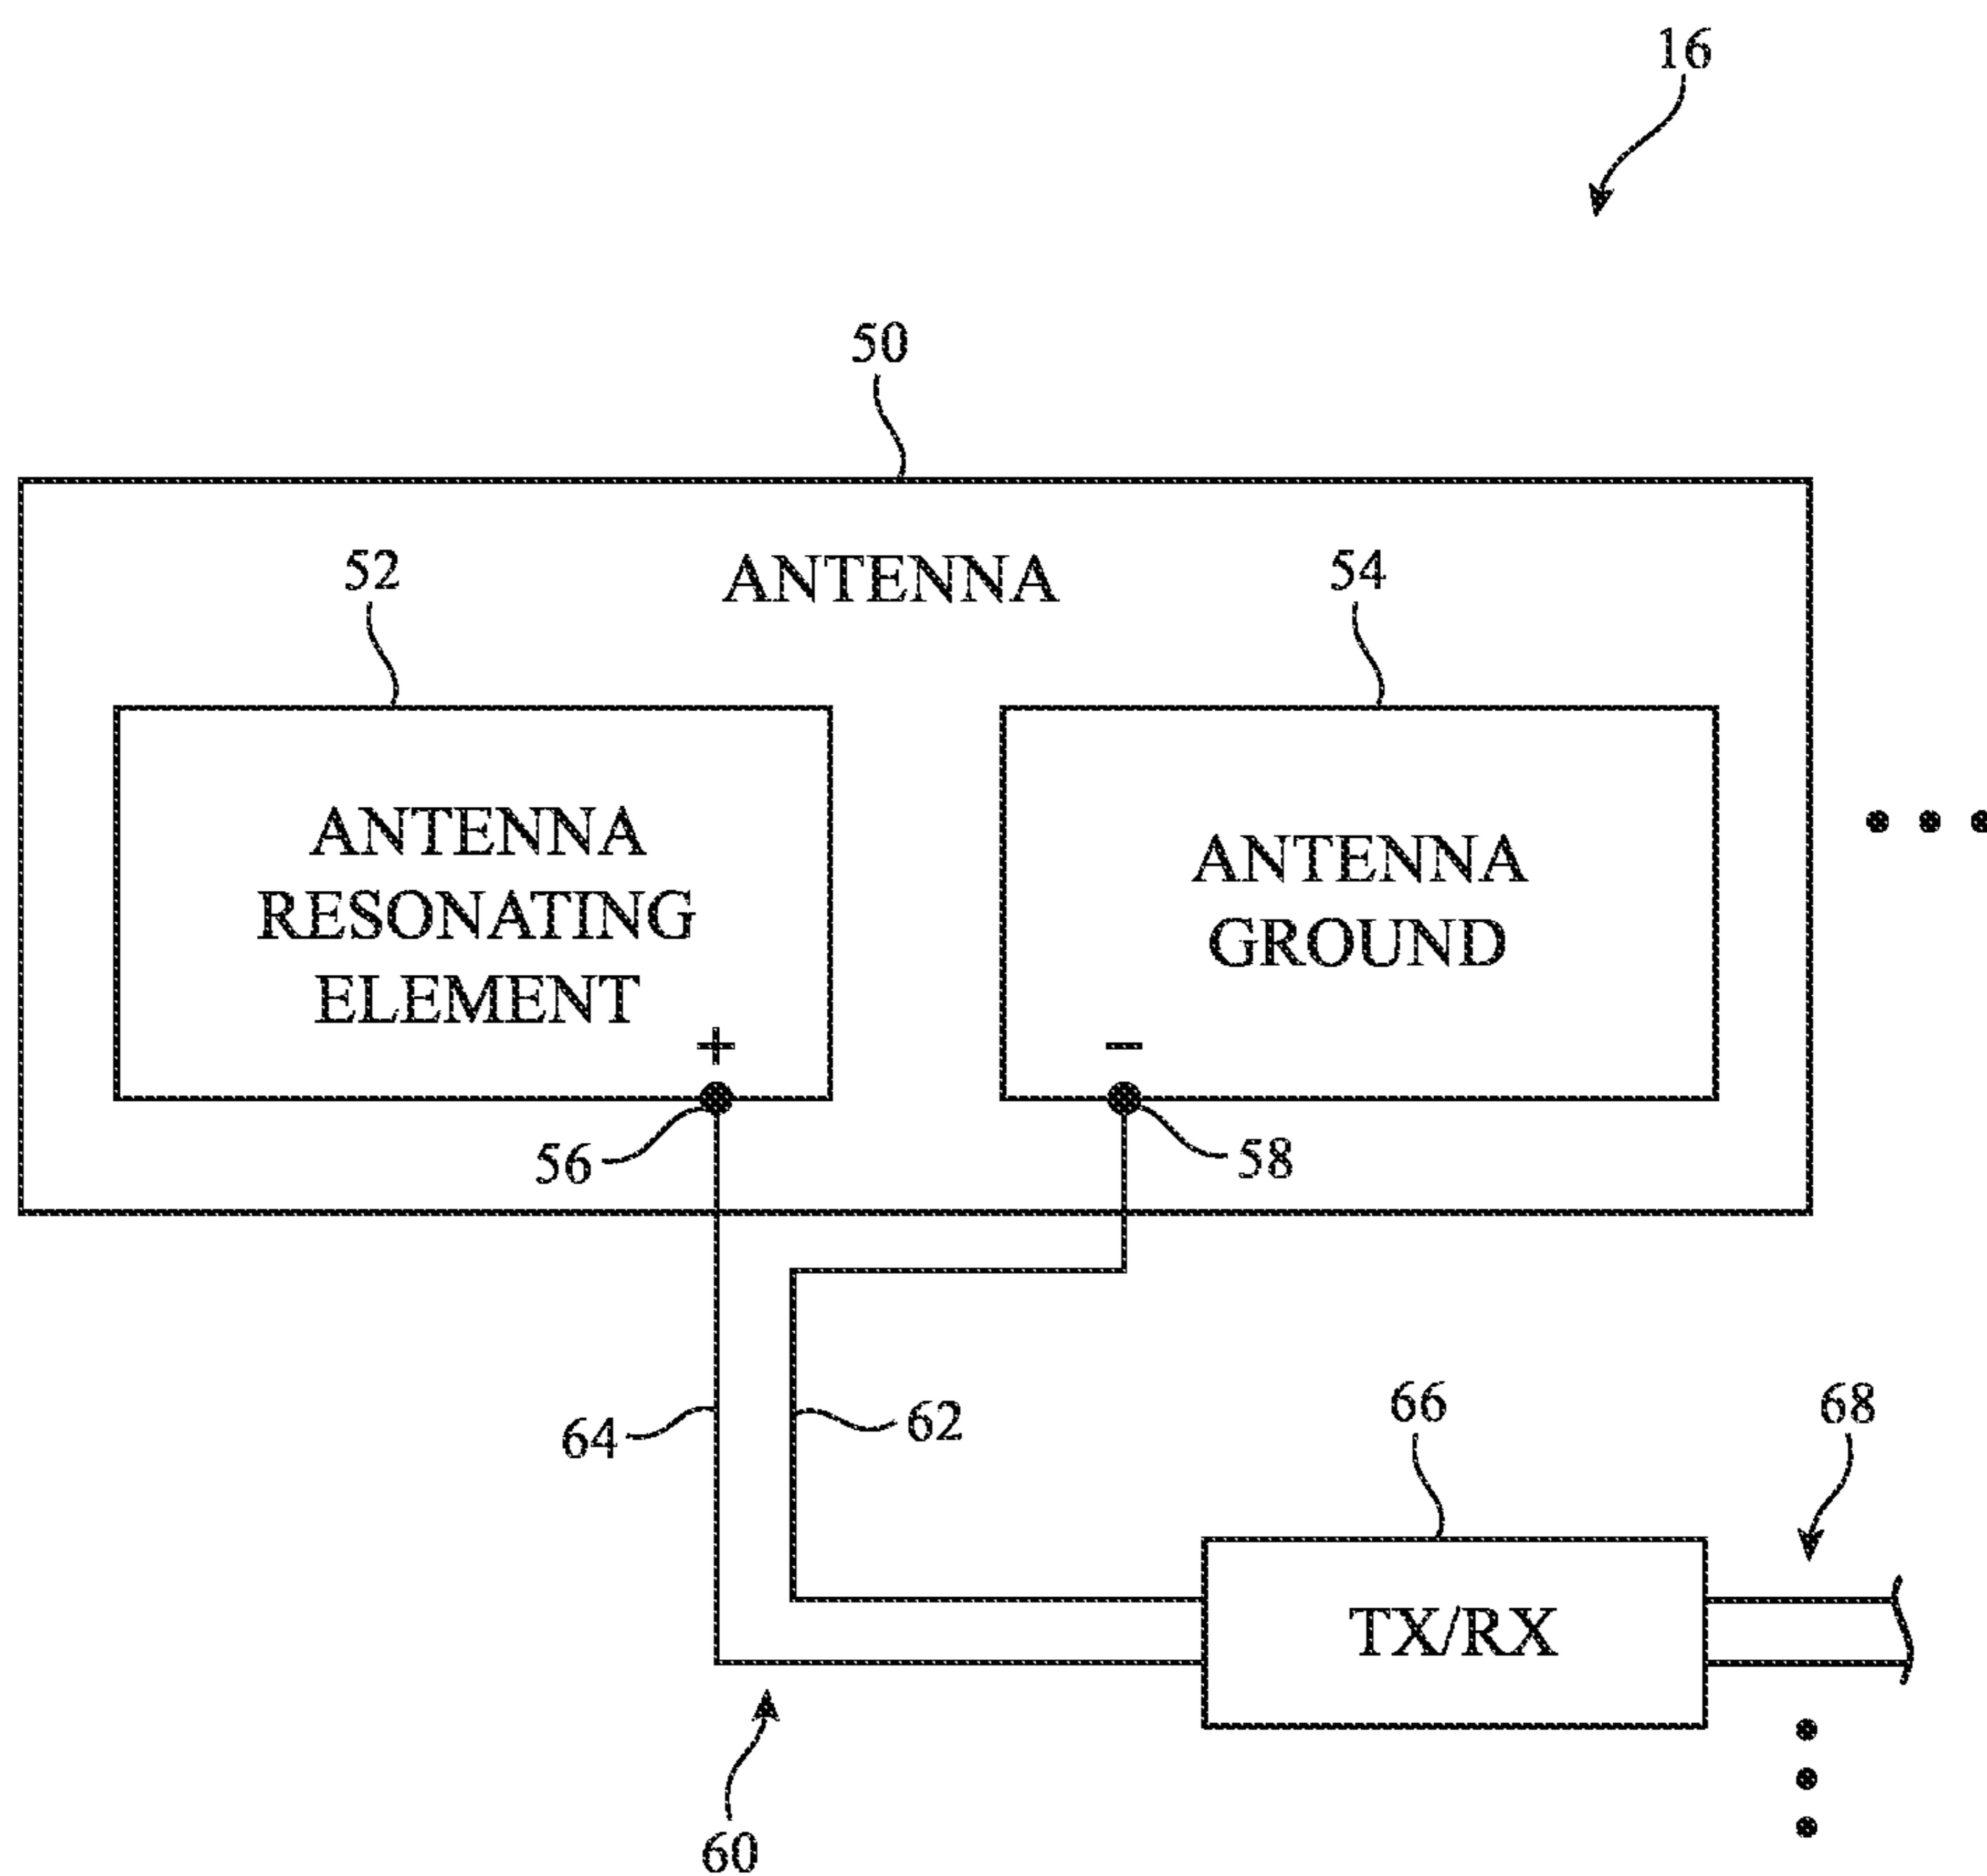 16
50
ANTENNA
52
54
ANTENNA
RESONATING
ELEMENT
+
ANTENNA
GROUND
−
56
58
64
62
66
68
TX/RX
60